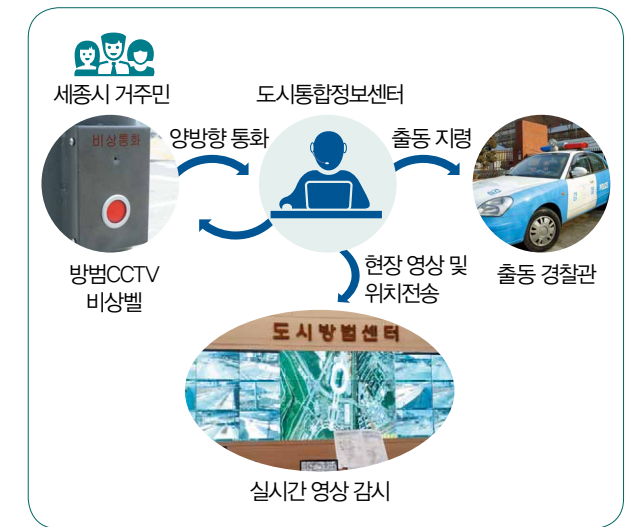 세종시 거주민
도시통합정보센터
비상통화
양방향 통화
출동 지령
방범CCTV
비상벨
현장 영상 및
위치전송
출동 경찰관
도시방범센터
실시간 영상 감시